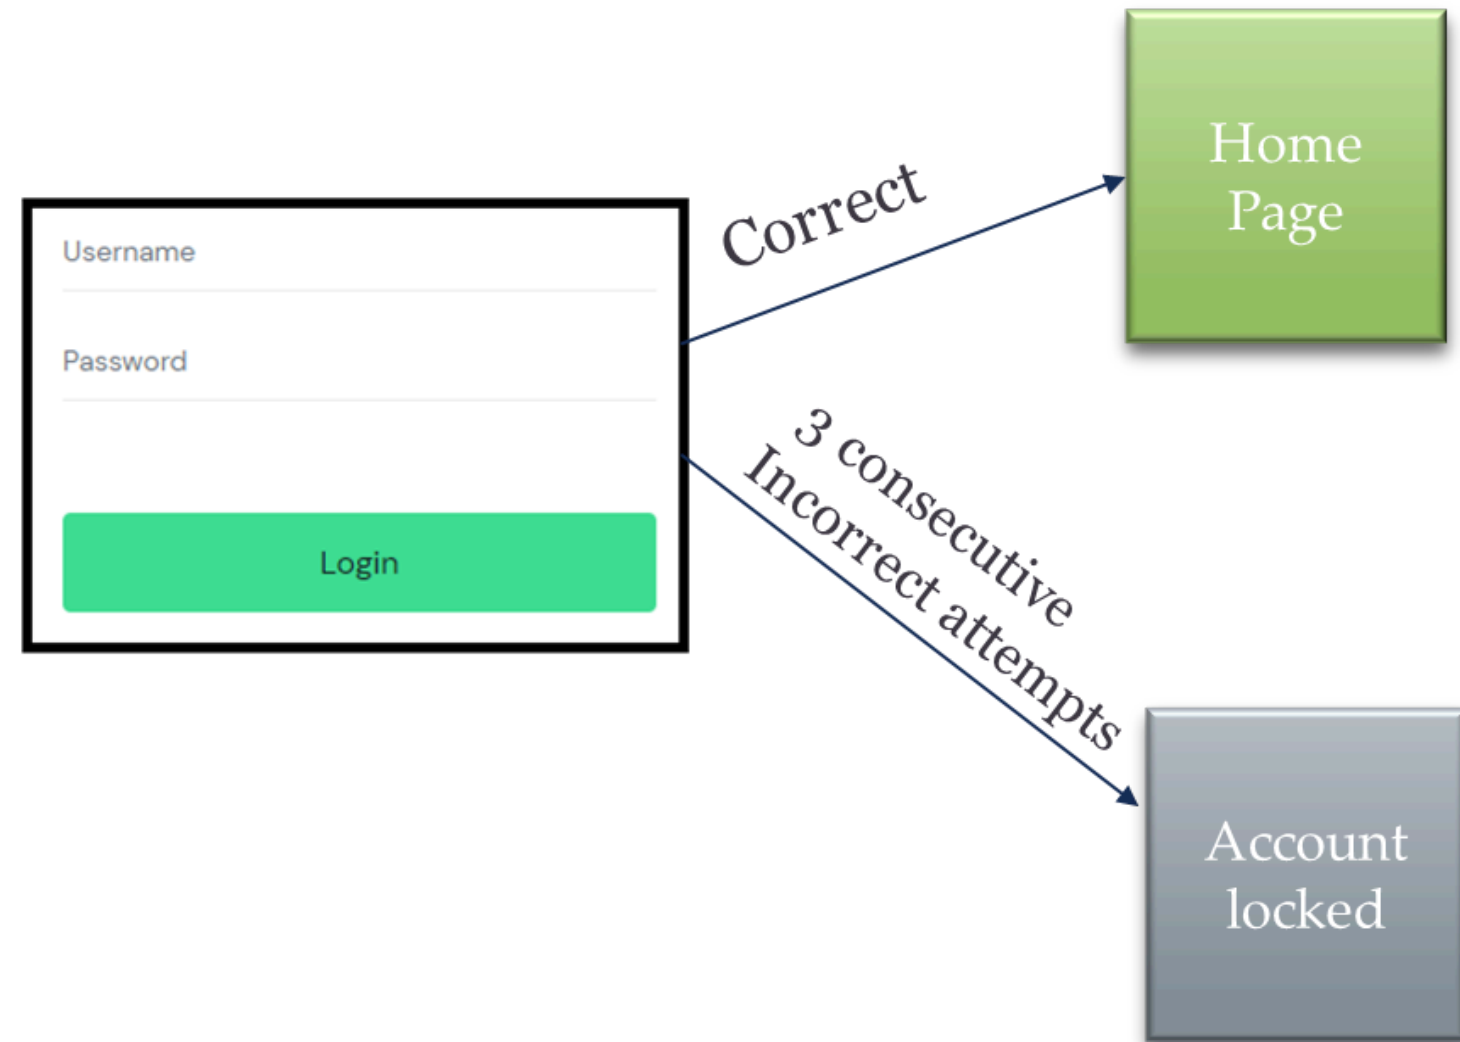 Username
Password
Login
Correct
Home
Page
3 consecutive
Incorrect attempts
Account
locked